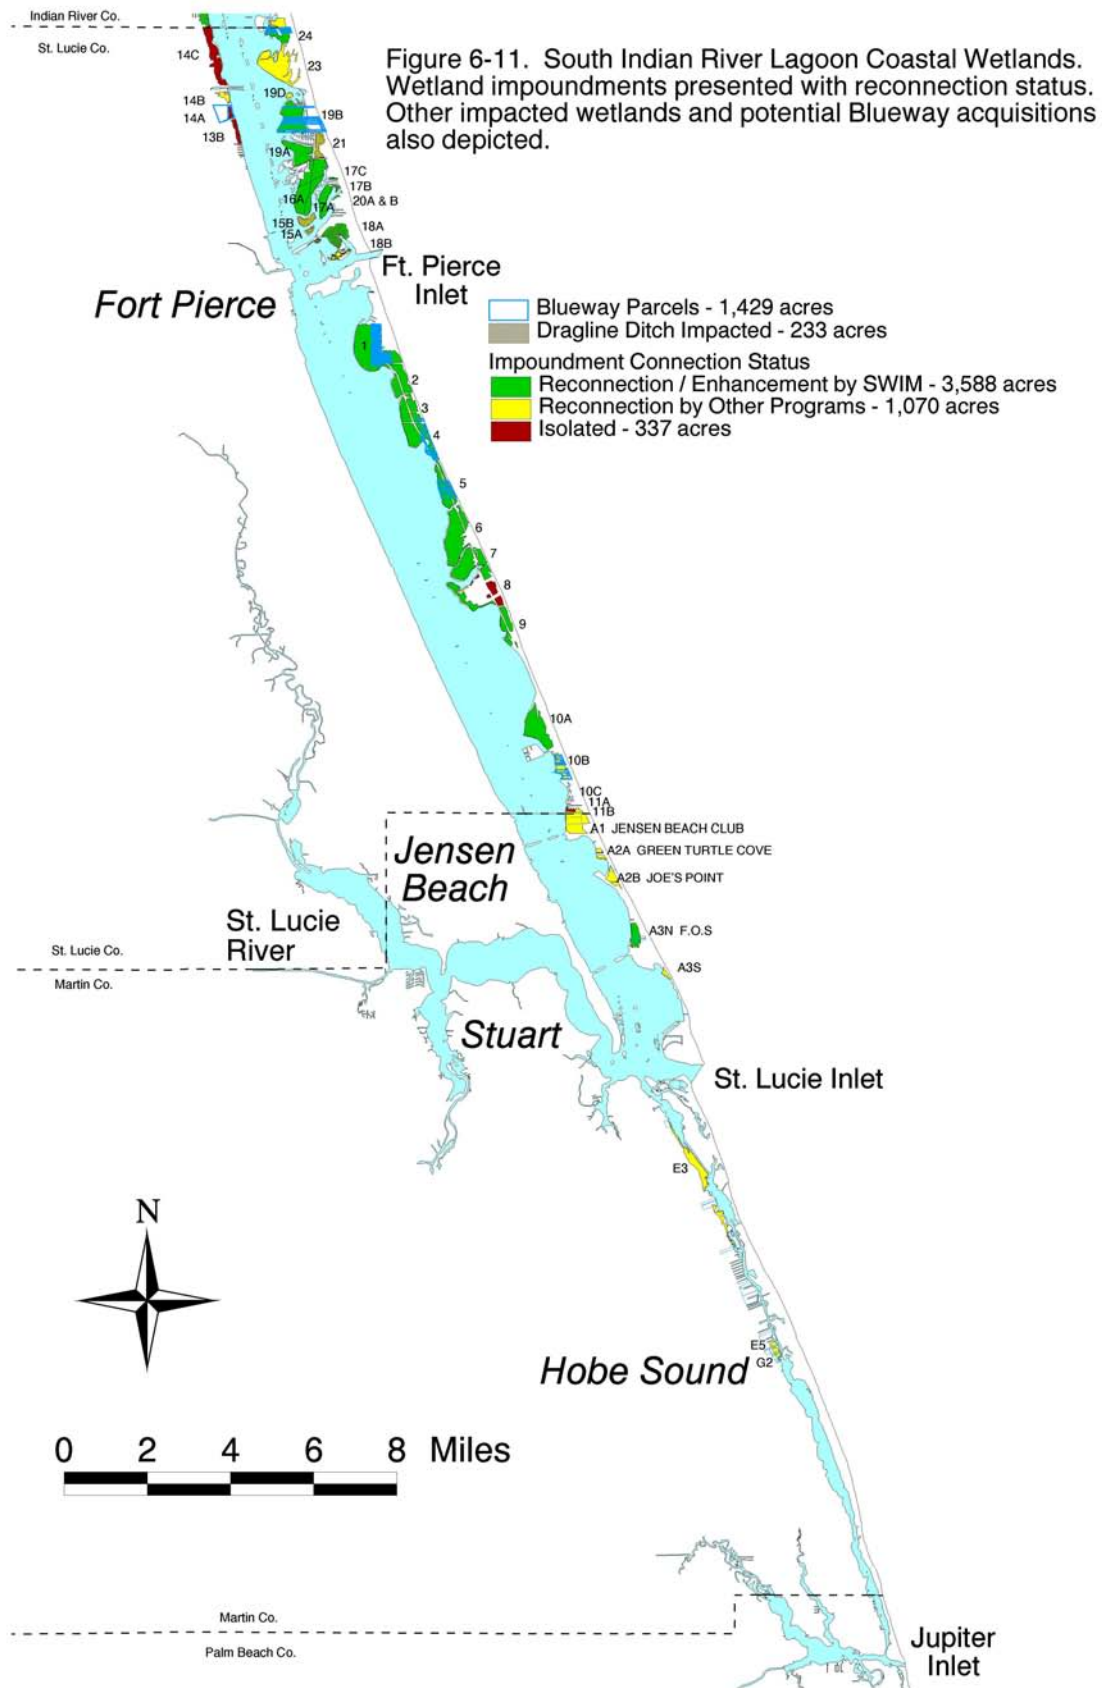 Indian River Co.
St. Lucie Co.
Figure 6-11. South Indian River Lagoon Coastal Wetlands.
Wetland impoundments presented with reconnection status.
Other impacted wetlands and potential Blueway acquisitions
also depicted.
24
14C
23
19D
14B
14A
19B
13B
21
19A
17C
17B
16A
17A
20A & B
15B
15A
18A
18B
Ft. Pierce
Inlet
Fort Pierce
Blueway Parcels - 1,429 acres
Dragline Ditch Impacted - 233 acres
Impoundment Connection Status
Reconnection / Enhancement by SWIM - 3,588 acres
Reconnection by Other Programs - 1,070 acres
Isolated - 337 acres
1
2
3
4
5
6
7
8
9
10A
10B
10C
11A
11B
A1 JENSEN BEACH CLUB
A2A GREEN TURTLE COVE
A2B JOE'S POINT
Jensen
Beach
St. Lucie
River
A3N F.O.S
St. Lucie Co.
Martin Co.
A3S
Stuart
St. Lucie Inlet
E3
N
E5
G2
Hobe Sound
0 2 4 6 8 Miles
Martin Co.
Palm Beach Co.
Jupiter
Inlet